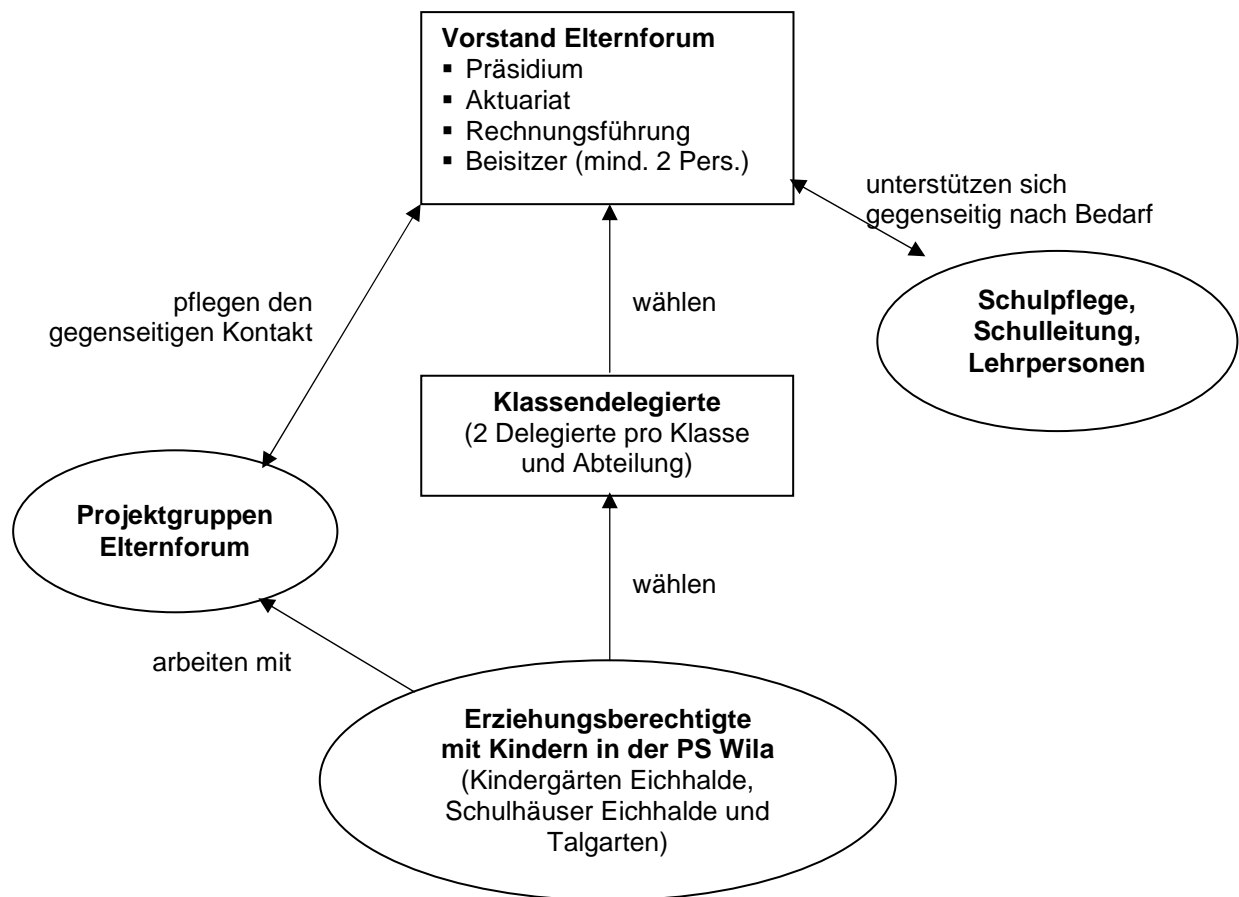 Vorstand Elternforum
▪ Präsidium
▪ Aktuariat
▪ Rechnungsführung
▪ Beisitzer (mind. 2 Pers.)
unterstützen sich
gegenseitig nach Bedarf
pflegen den
gegenseitigen Kontakt
wählen
Schulpflege,
Schulleitung,
Lehrpersonen
Klassendelegierte
(2 Delegierte pro Klasse
und Abteilung)
Projektgruppen
Elternforum
wählen
arbeiten mit
Erziehungsberechtigte
mit Kindern in der PS Wila
(Kindergärten Eichhalde,
Schulhäuser Eichhalde und
Talgarten)